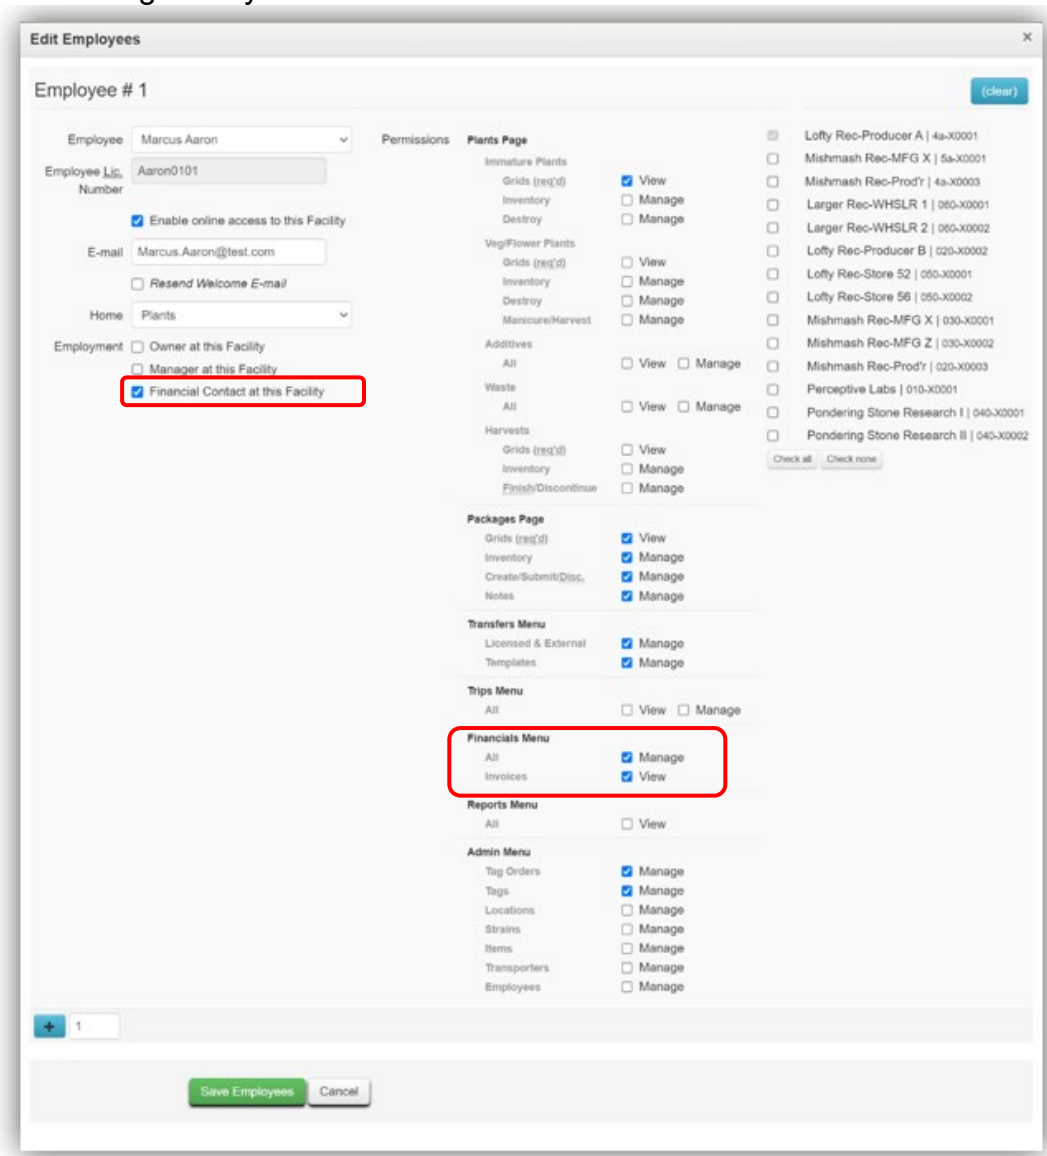 Edit Employees ×
Employee # 1 (clear)
Employee Marcus Aaron
Employee Lic. Number Aaron0101
Enable online access to this Facility
E-mail Marcus.Aaron@test.com
Resend Welcome E-mail
Home Plants
Employment Owner at this Facility
Manager at this Facility
Financial Contact at this Facility
Permissions Plants Page
Immature Plants
Grids (req'd) View
Inventory Manage
Destroy Manage
Veg/Flower Plants
Grids (req'd) View
Inventory Manage
Destroy Manage
Manicure/Harvest Manage
Additives
All View Manage
Waste
All View Manage
Harvests
Grids (req'd) View
Inventory Manage
Finish/Discontinue Manage
Packages Page
Grids (req'd) View
Inventory Manage
Create/Submit/Disc. Manage
Notes Manage
Transfers Menu
Licensed & External Manage
Templates Manage
Trips Menu
All View Manage
Financials Menu
All Manage
Invoices View
Reports Menu
All View
Admin Menu
Tag Orders Manage
Tags Manage
Locations Manage
Strains Manage
Items Manage
Transporters Manage
Employees Manage
Lofty Rec-Producer A | 4a-X0001
Mishmash Rec-MFG X | 5a-X0001
Mishmash Rec-Prod'r | 4a-X0003
Larger Rec-WHSLR 1 | 060-X0001
Larger Rec-WHSLR 2 | 060-X0002
Lofty Rec-Producer B | 020-X0002
Lofty Rec-Store 52 | 050-X0001
Lofty Rec-Store 56 | 050-X0002
Mishmash Rec-MFG X | 030-X0001
Mishmash Rec-MFG Z | 030-X0002
Mishmash Rec-Prod'r | 020-X0003
Perceptive Labs | 010-X0001
Pondering Stone Research I | 040-X0001
Pondering Stone Research II | 040-X0002
Check all Check none
+ 1
Save Employees Cancel